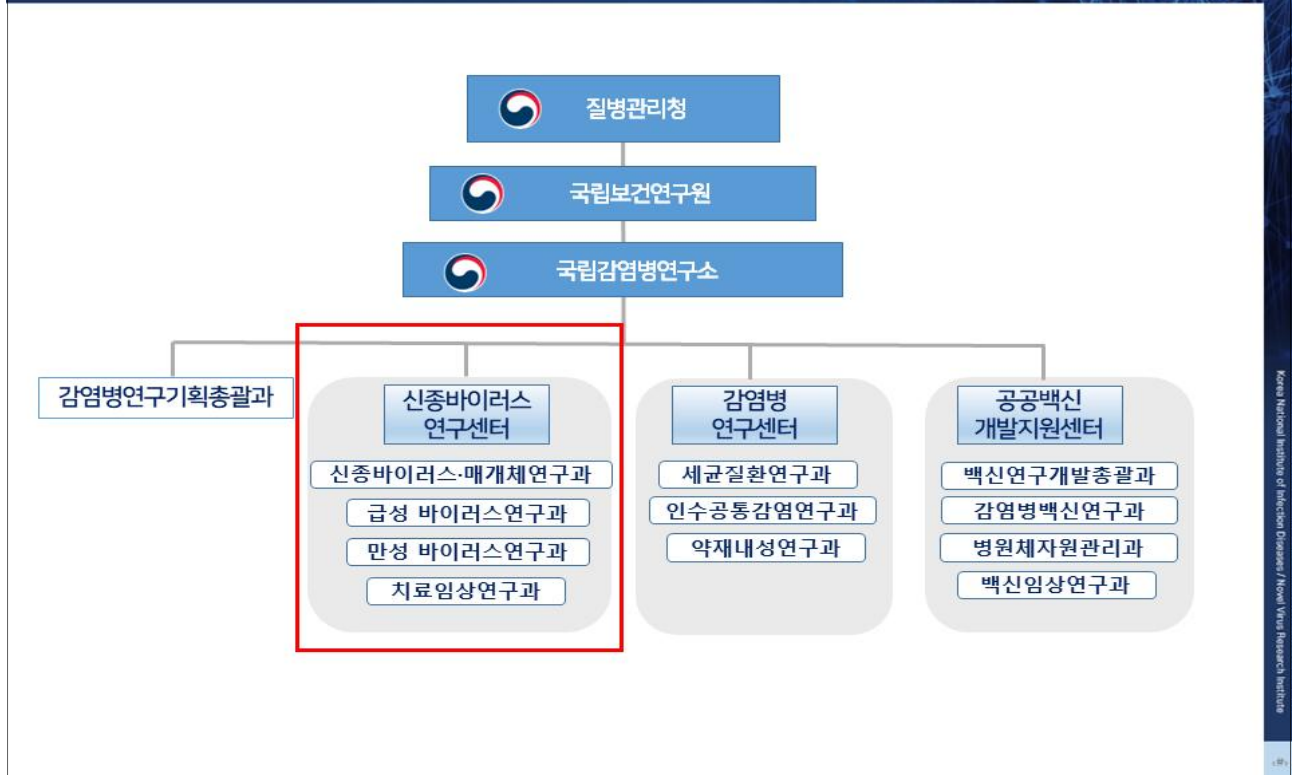 질병관리청
국립보건연구원
국립감염병연구소
감염병연구기획총괄과
신종바이러스
연구센터
신종바이러스·매개체연구과
급성 바이러스연구과
만성 바이러스연구과
치료임상연구과
감염병
연구센터
세균질환연구과
인수공통감염연구과
약재내성연구과
공공백신
개발지원센터
백신연구개발총괄과
감염병백신연구과
병원체자원관리과
백신임상연구과
Korea National Institute of Infection Diseases / Novel Virus Research Institute